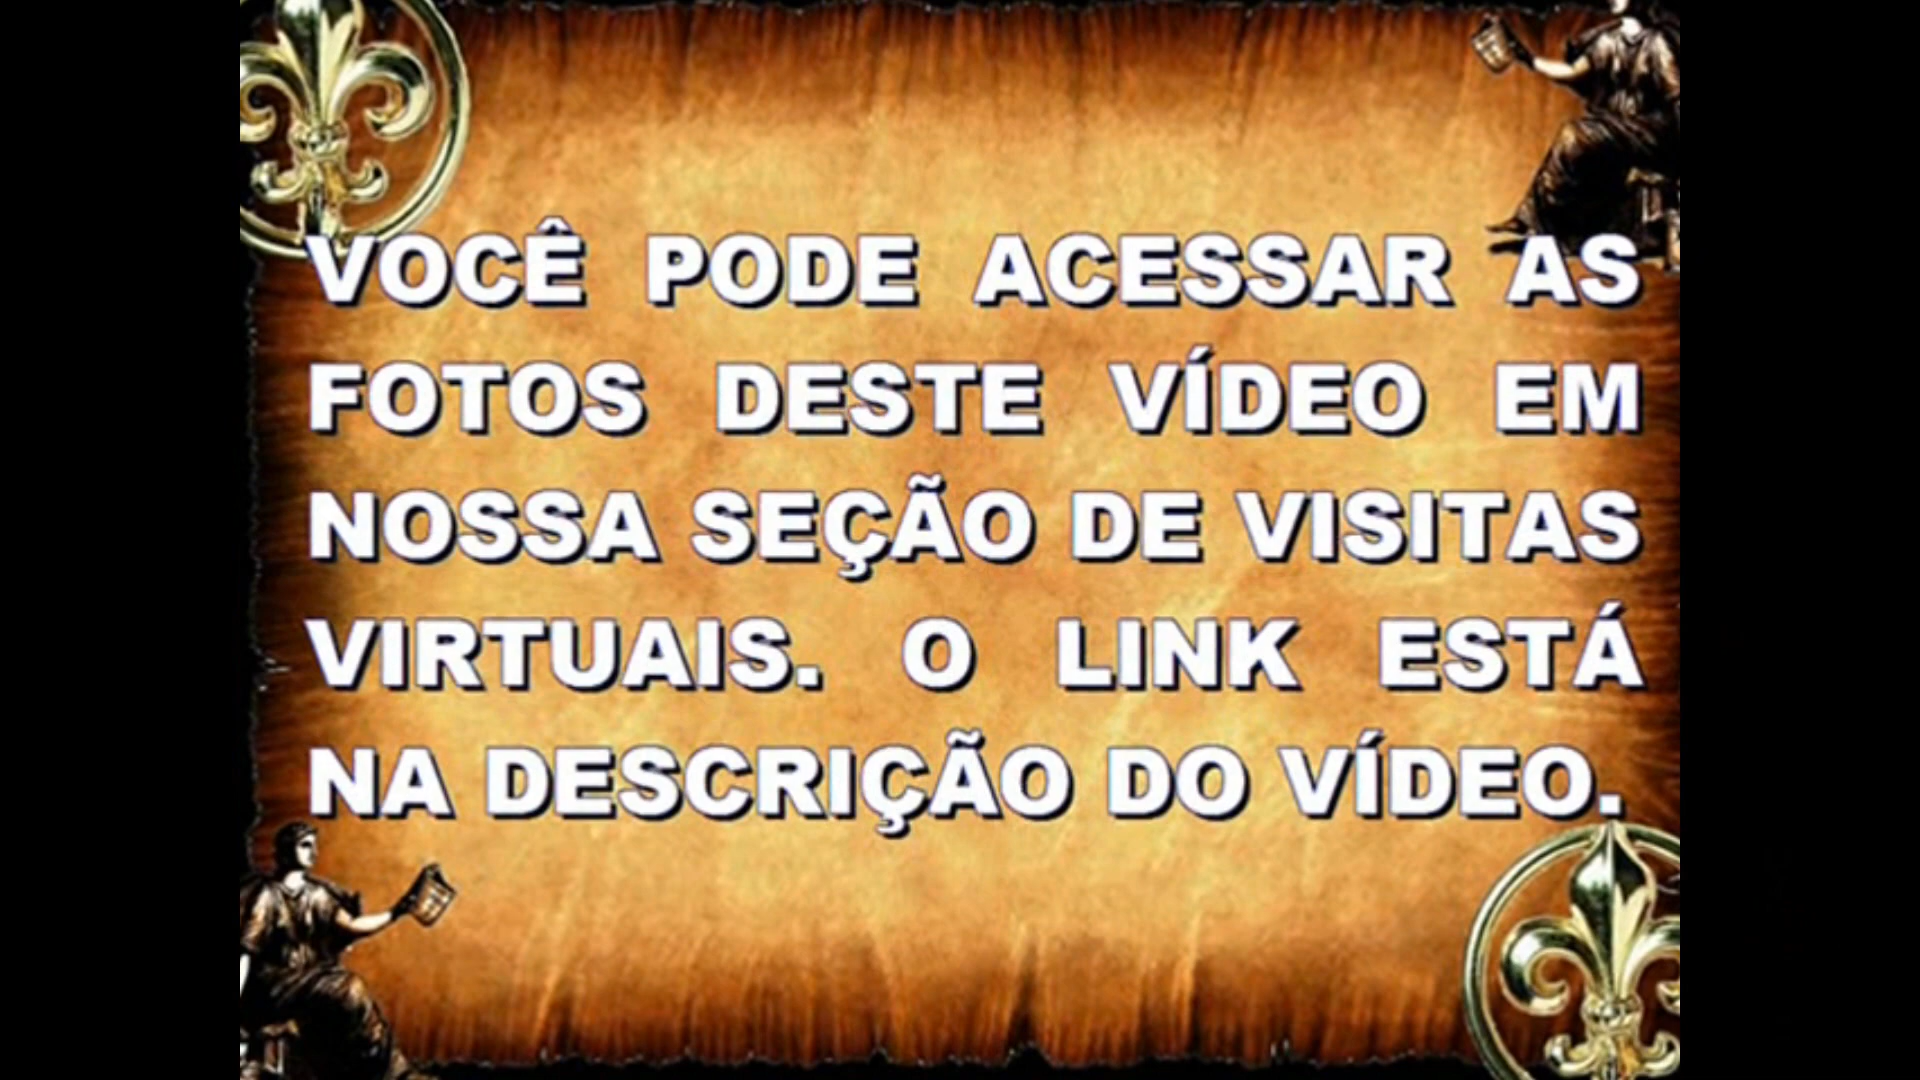 VOCÊ PODE ACESSAR AS
FOTOS DESTE VÍDEO EM
NOSSA SEÇÃO DE VISITAS
VIRTUAIS. O LINK ESTÁ
NA DESCRIÇÃO DO VÍDEO.